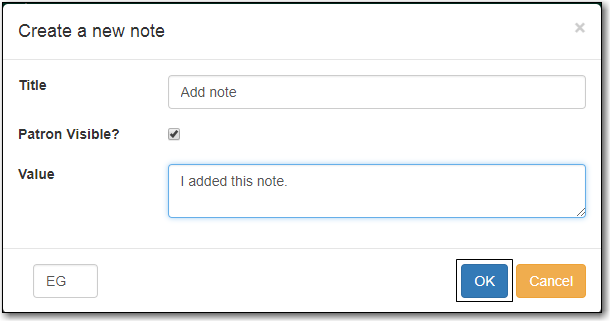 Create a new note ×
Title Add note
Patron Visible?
Value I added this note.
EG OK Cancel